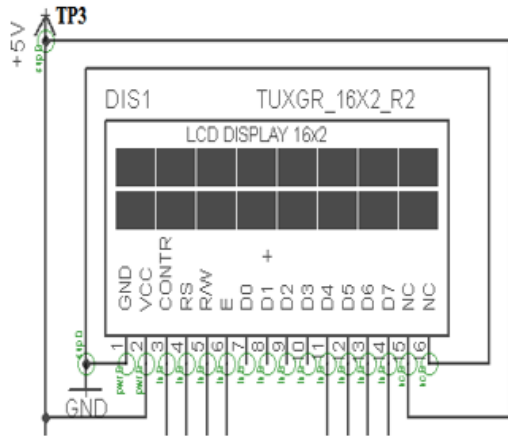 TP3
+5V
DIS1 TUXGR_16X2_R2
LCD DISPLAY 16x2
+
GND VCC CONTR RS R/W E D0 D1 D2 D3 D4 D5 D6 D7 NC NC
1 2 3 4 5 6 7 8 9 10 11 12 13 14 15 16
GND